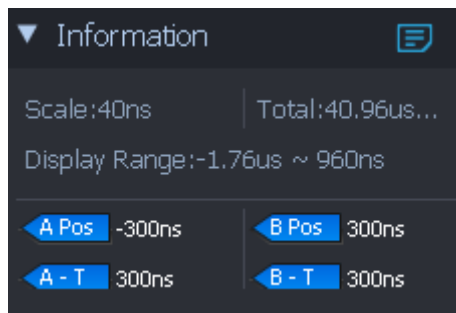 Information
Scale:40ns Total:40.96us...
Display Range:-1.76us ~ 960ns
A Pos -300ns B Pos 300ns
A - T 300ns B - T 300ns